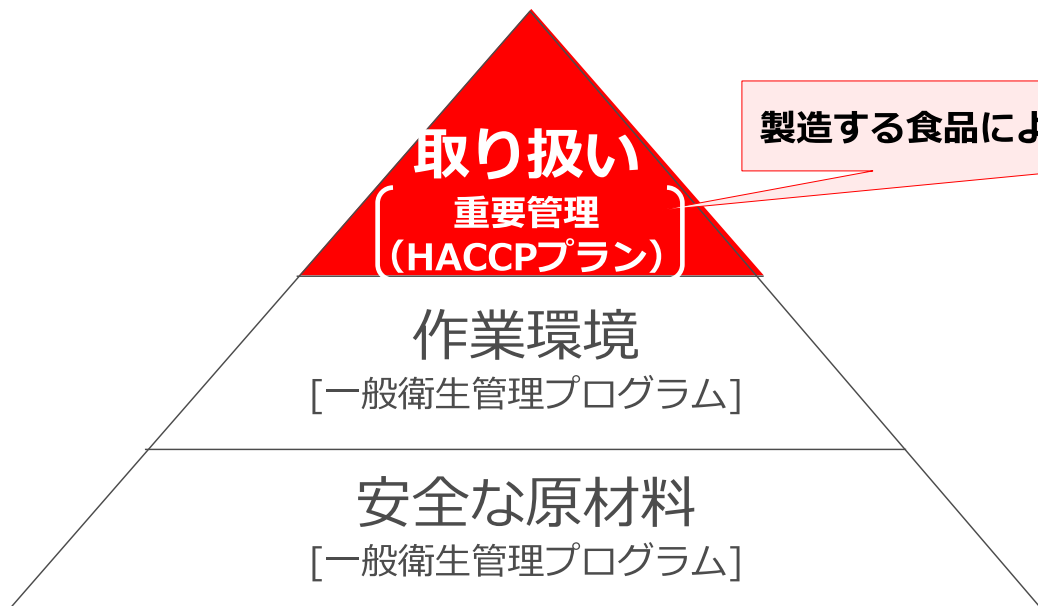 製造する食品によ
取り扱い
重要管理
（HACCPプラン）
作業環境
[一般衛生管理プログラム]
安全な原材料
[一般衛生管理プログラム]